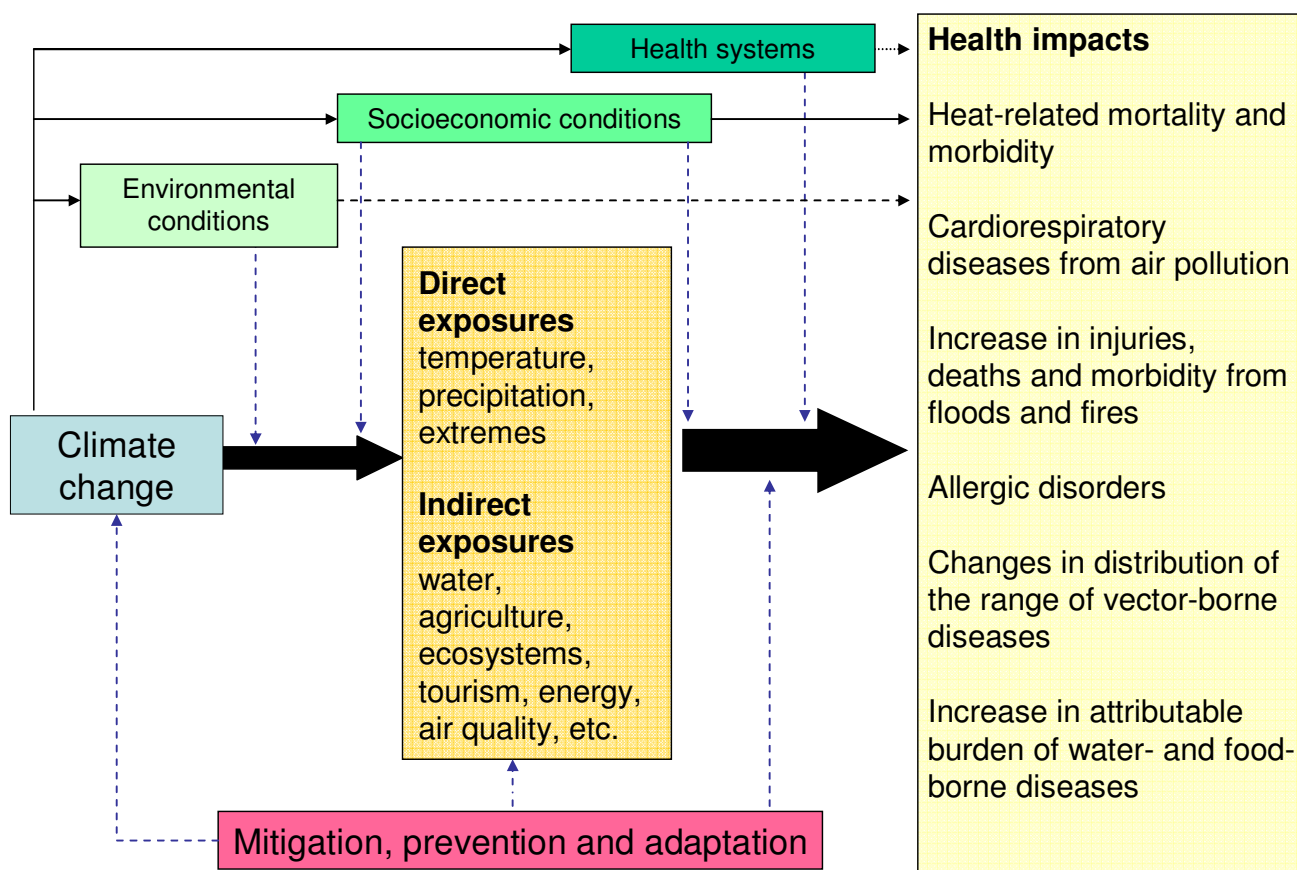 Health systems
Socioeconomic conditions
Environmental
conditions
Climate
change
Direct
exposures
temperature,
precipitation,
extremes
Indirect
exposures
water,
agriculture,
ecosystems,
tourism, energy,
air quality, etc.
Mitigation, prevention and adaptation
Health impacts
Heat-related mortality and
morbidity
Cardiorespiratory
diseases from air pollution
Increase in injuries,
deaths and morbidity from
floods and fires
Allergic disorders
Changes in distribution of
the range of vector-borne
diseases
Increase in attributable
burden of water- and food-
borne diseases